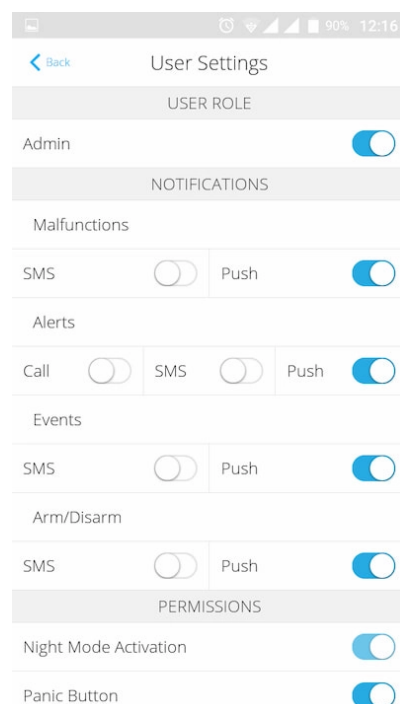 90% 12:16
Back User Settings
USER ROLE
Admin
NOTIFICATIONS
Malfunctions
SMS Push
Alerts
Call SMS Push
Events
SMS Push
Arm/Disarm
SMS Push
PERMISSIONS
Night Mode Activation
Panic Button